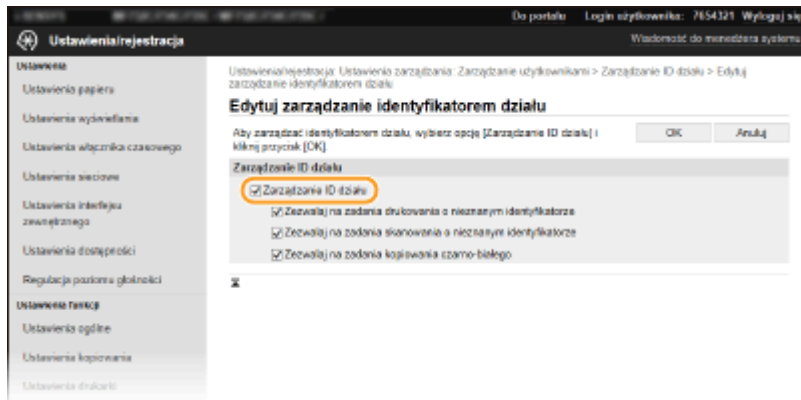 Do portalu Login użytkownika: 7654321 Wyloguj się
Ustawienia/rejestracja
Wiadomość do menedżera systemu
Ustawienia
Ustawienia papieru
Ustawienia wyświetlania
Ustawienia włącznika czasowego
Ustawienia sieciowe
Ustawienia interfejsu
zewnętrznego
Ustawienia dostępności
Regulacja poziomu głośności
Ustawienia funkcji
Ustawienia ogólne
Ustawienia kopiowania
Ustawienia drukarki
Ustawienia/rejestracja: Ustawienia zarządzania: Zarządzanie użytkownikami > Zarządzanie ID działu > Edytuj
zarządzanie identyfikatorem działu
Edytuj zarządzanie identyfikatorem działu
Aby zarządzać identyfikatorem działu, wybierz opcję [Zarządzanie ID działu] i
kliknij przycisk [OK].
OK Anuluj
Zarządzanie ID działu
Zarządzanie ID działu
Zezwalaj na zadania drukowania o nieznanym identyfikatorze
Zezwalaj na zadania skanowania o nieznanym identyfikatorze
Zezwalaj na zadania kopiowania czarno-białego